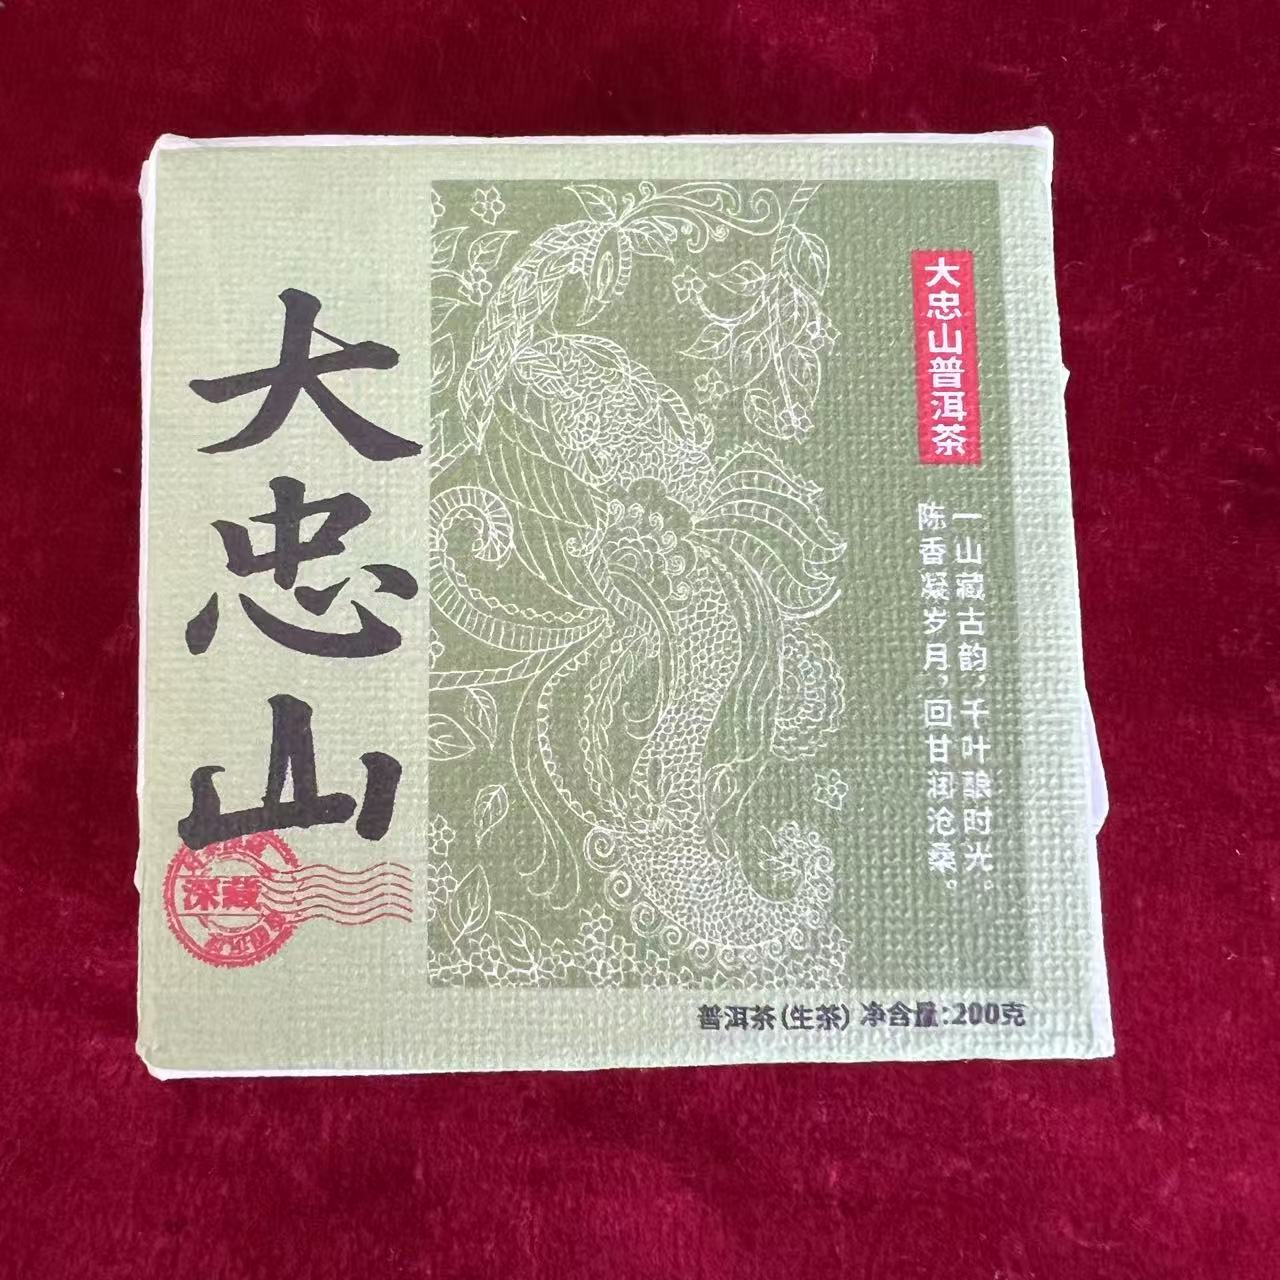 大忠山
深藏
大忠山普洱茶
一山藏古韵，千叶酿时光。
陈香凝岁月，回甘润沧桑。
普洱茶(生茶) 净含量:200克